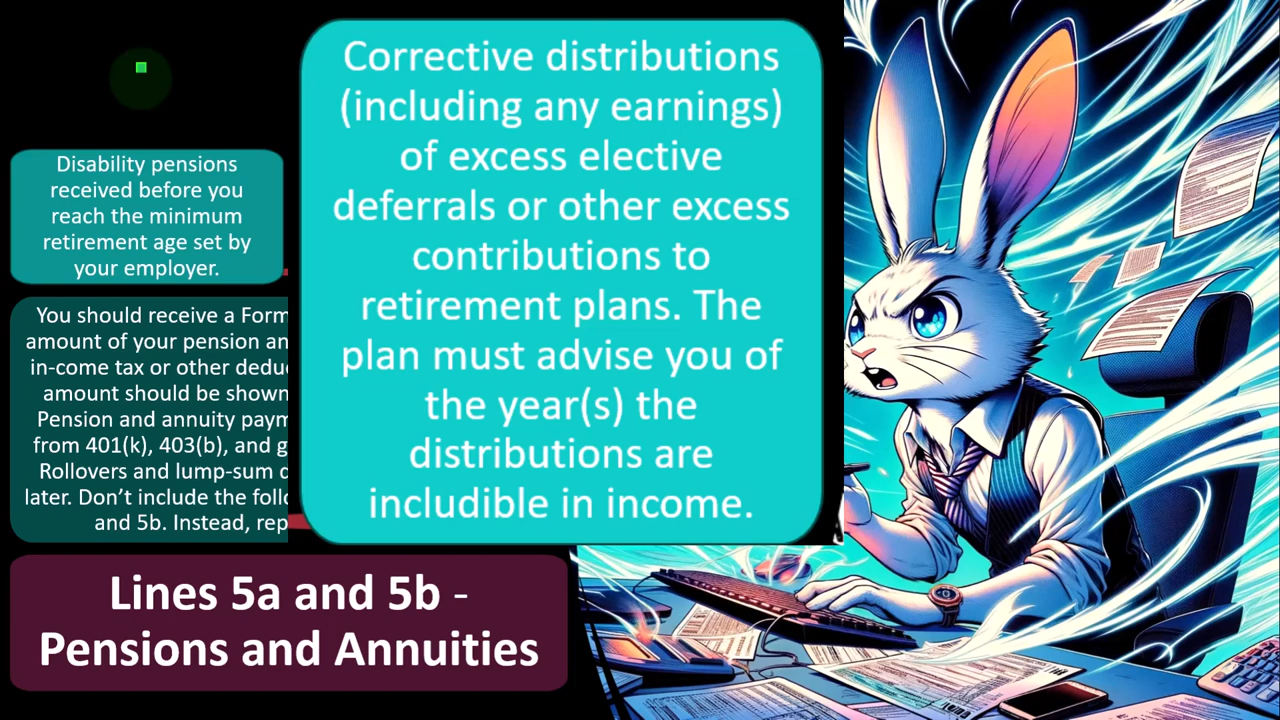 Disability pensions
received before you
reach the minimum
retirement age set by
your employer.
You should receive a Form
amount of your pension an
in-come tax or other deduc
amount should be shown
Pension and annuity paym
from 401(k), 403(b), and g
Rollovers and lump-sum d
later. Don’t include the follo
and 5b. Instead, rep
Corrective distributions
(including any earnings)
of excess elective
deferrals or other excess
contributions to
retirement plans. The
plan must advise you of
the year(s) the
distributions are
includible in income.
Lines 5a and 5b -
Pensions and Annuities